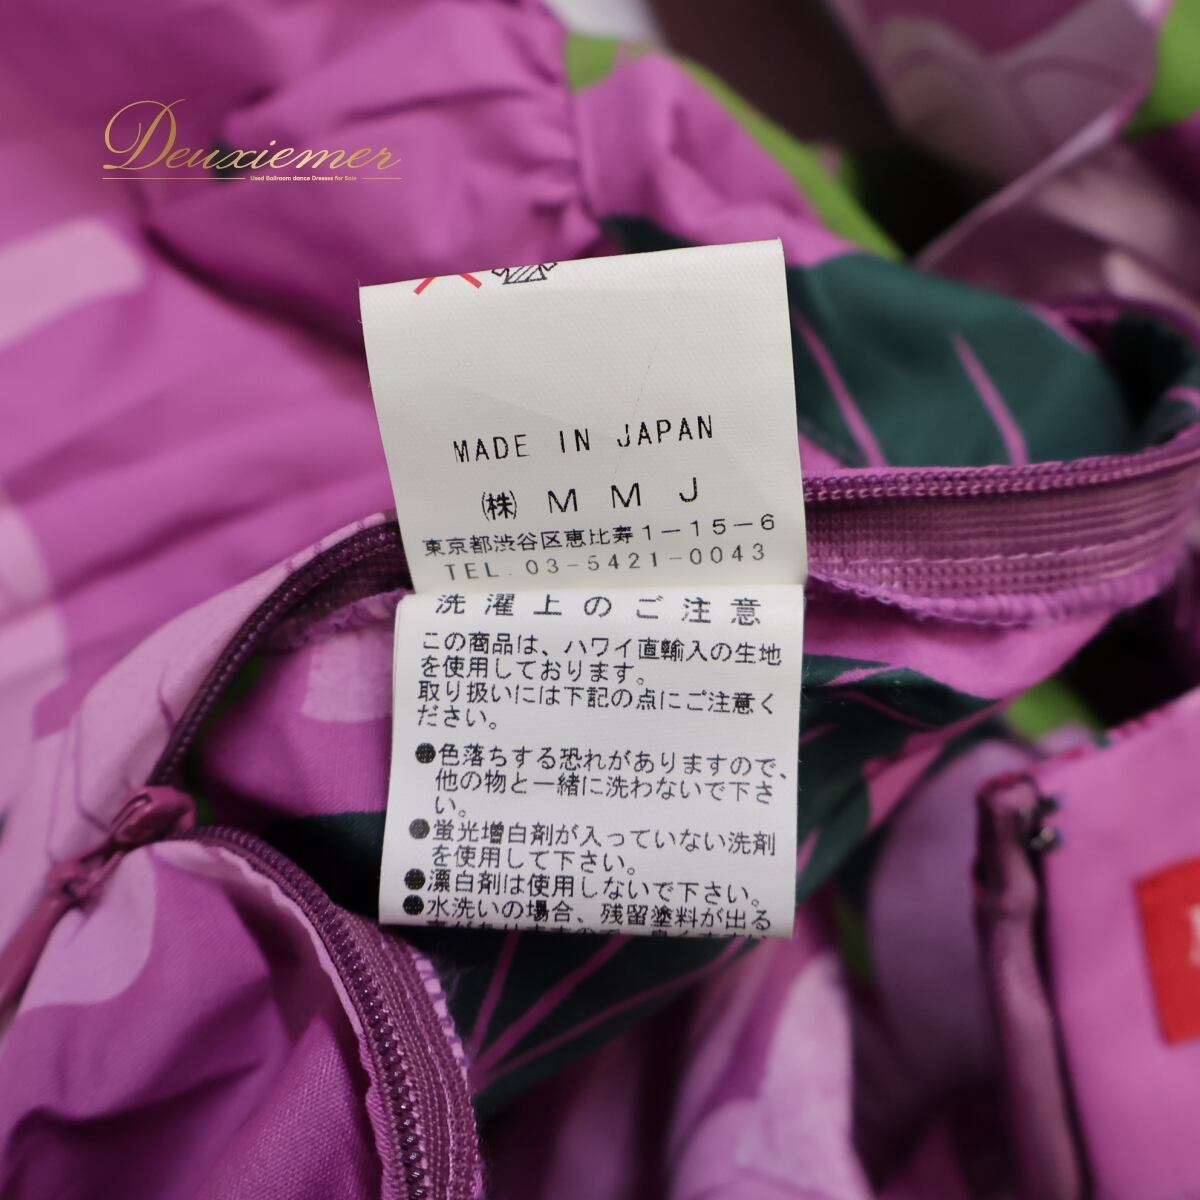 Deuxiemer
Used Ballroom dance Dresses for Sale
MADE IN JAPAN
㈱ M M J
東京都渋谷区恵比寿1-15-6
TEL. 03-5421-0043
洗濯上のご注意
この商品は、ハワイ直輸入の生地
を使用しております。
取り扱いには下記の点にご注意く
ださい。
●色落ちする恐れがありますので、
他の物と一緒に洗わないで下さ
い。
●蛍光増白剤が入っていない洗剤
を使用して下さい。
●漂白剤は使用しないで下さい。
●水洗いの場合、残留塗料が出る